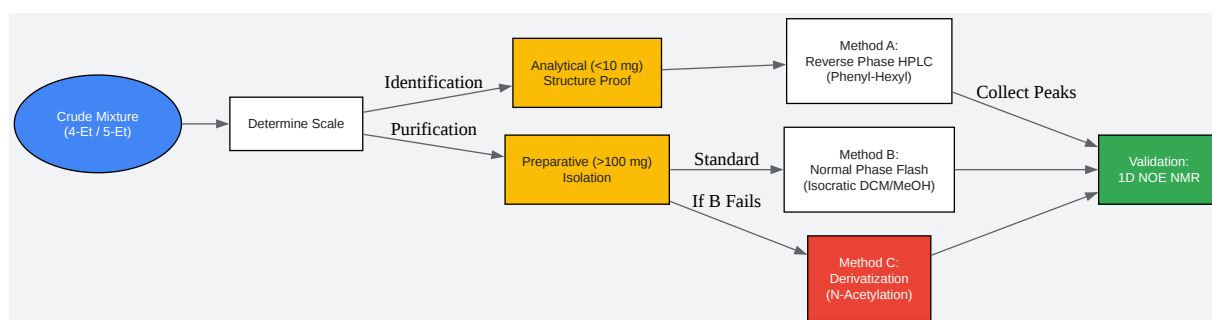 Crude Mixture
(4-Et / 5-Et)
Determine Scale
Identification
Purification
Analytical (<10 mg)
Structure Proof
Preparative (>100 mg)
Isolation
Standard
If B Fails
Method A:
Reverse Phase HPLC
(Phenyl-Hexyl)
Method B:
Normal Phase Flash
(Isocratic DCM/MeOH)
Method C:
Derivatization
(N-Acetylation)
Collect Peaks
Validation:
1D NOE NMR